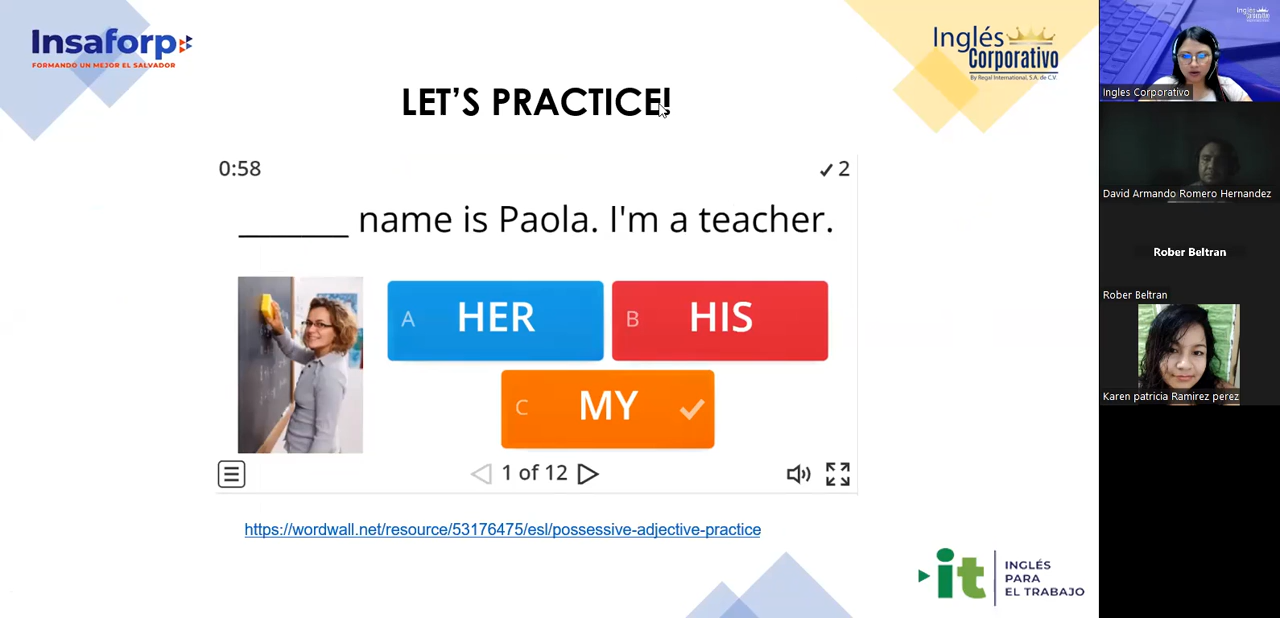 Insaforp
FORMANDO UN MEJOR EL SALVADOR
Inglés
Corporativo
By Regal International, S.A. de C.V.
LET'S PRACTICE!
0:58
2
_______ name is Paola. I'm a teacher.
A HER
B HIS
C MY
1 of 12
https://wordwall.net/resource/53176475/esl/possessive-adjective-practice
it
INGLÉS
PARA
EL TRABAJO
Ingles Corporativo
David Armando Romero Hernandez
Rober Beltran
Rober Beltran
Karen patricia Ramirez perez